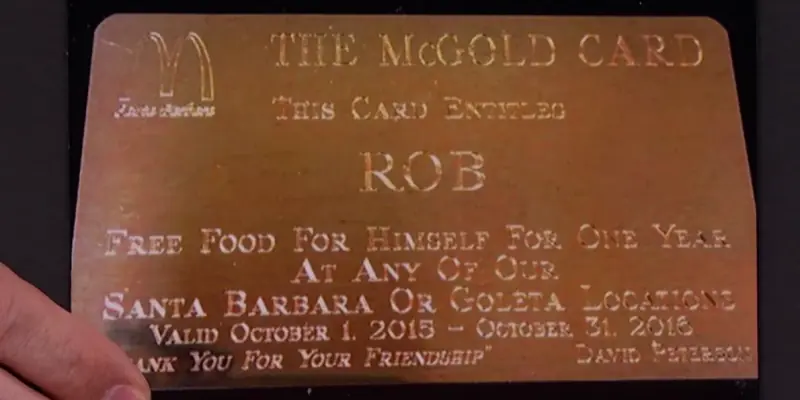 THE McGOLD CARD
THIS CARD ENTITLES
ROB
FREE FOOD FOR HIMSELF FOR ONE YEAR
AT ANY OF OUR
SANTA BARBARA OR GOLETA LOCATIONS
VALID OCTOBER 1, 2015 - OCTOBER 31, 2016
ANK YOU FOR YOUR FRIENDSHIP" DAVID PETERSON